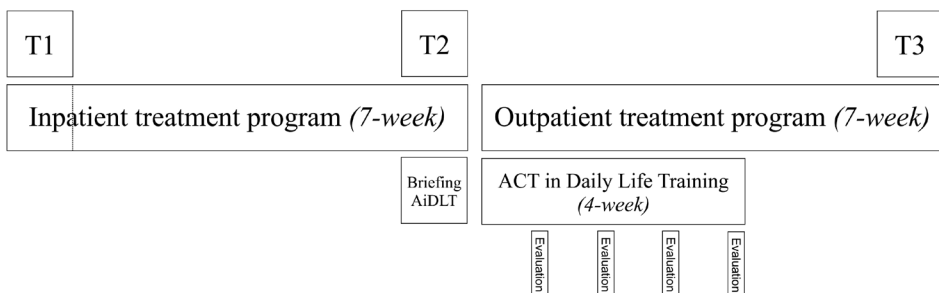 T1
T2
T3
Inpatient treatment program (7-week)
Outpatient treatment program (7-week)
Briefing
AiDLT
ACT in Daily Life Training
(4-week)
Evaluation
Evaluation
Evaluation
Evaluation